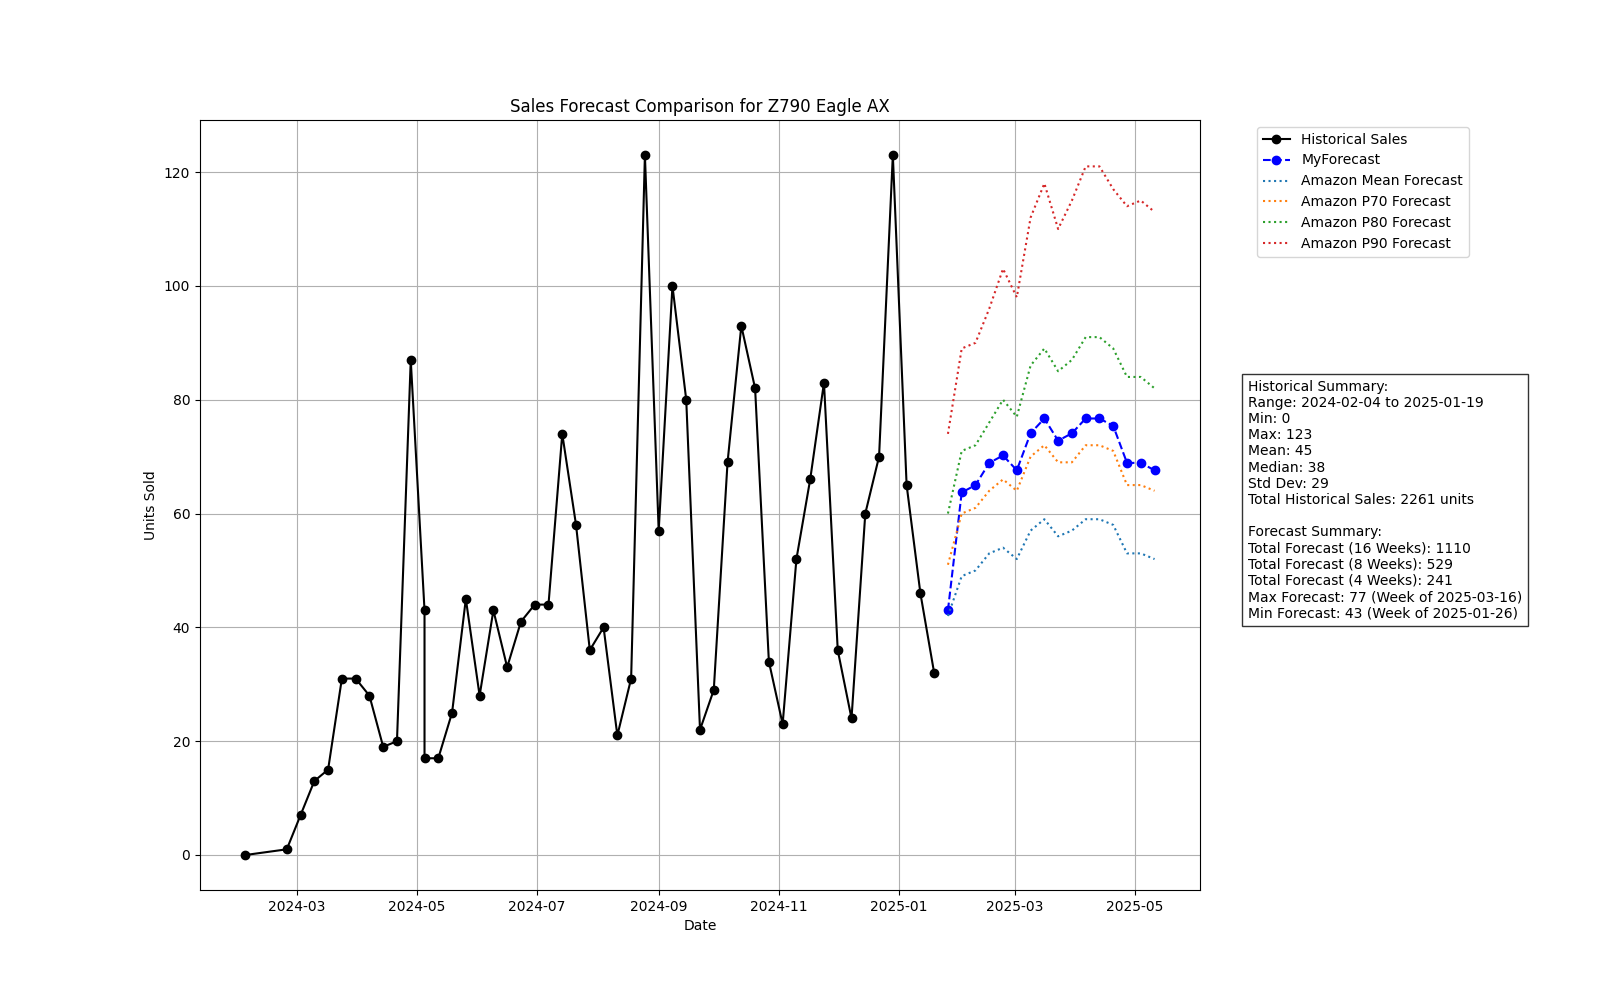 Sales Forecast Comparison for Z790 Eagle AX
Units Sold
120
100
80
60
40
20
0
2024-03
2024-05
2024-07
2024-09
2024-11
2025-01
2025-03
2025-05
Date
Historical Sales
MyForecast
Amazon Mean Forecast
Amazon P70 Forecast
Amazon P80 Forecast
Amazon P90 Forecast
Historical Summary:
Range: 2024-02-04 to 2025-01-19
Min: 0
Max: 123
Mean: 45
Median: 38
Std Dev: 29
Total Historical Sales: 2261 units
Forecast Summary:
Total Forecast (16 Weeks): 1110
Total Forecast (8 Weeks): 529
Total Forecast (4 Weeks): 241
Max Forecast: 77 (Week of 2025-03-16)
Min Forecast: 43 (Week of 2025-01-26)